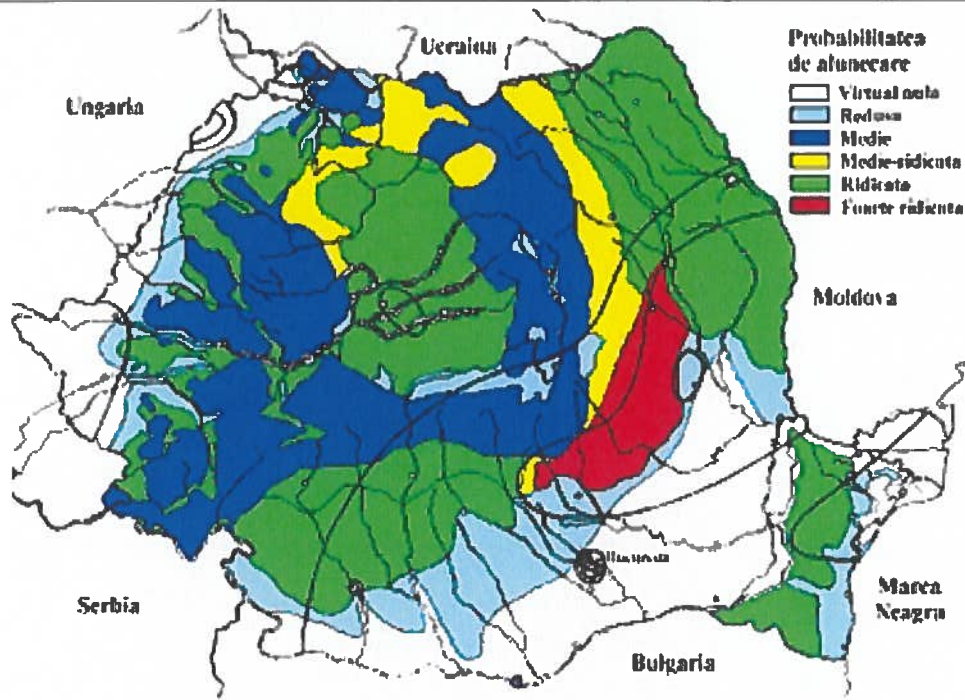 Ucraina
Probabilitatea
de alunecare
Ungaria
Virtual nula
Redusa
Medie
Medie-ridicata
Ridicata
Foarte ridicata
Moldova
Bucuresti
Serbia
Marea
Neagra
Bulgaria